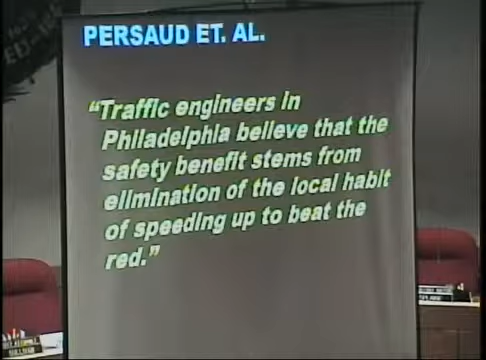 PERSAUD ET. AL.
“Traffic engineers in
Philadelphia believe that the
safety benefit stems from
elimination of the local habit
of speeding up to beat the
red.”